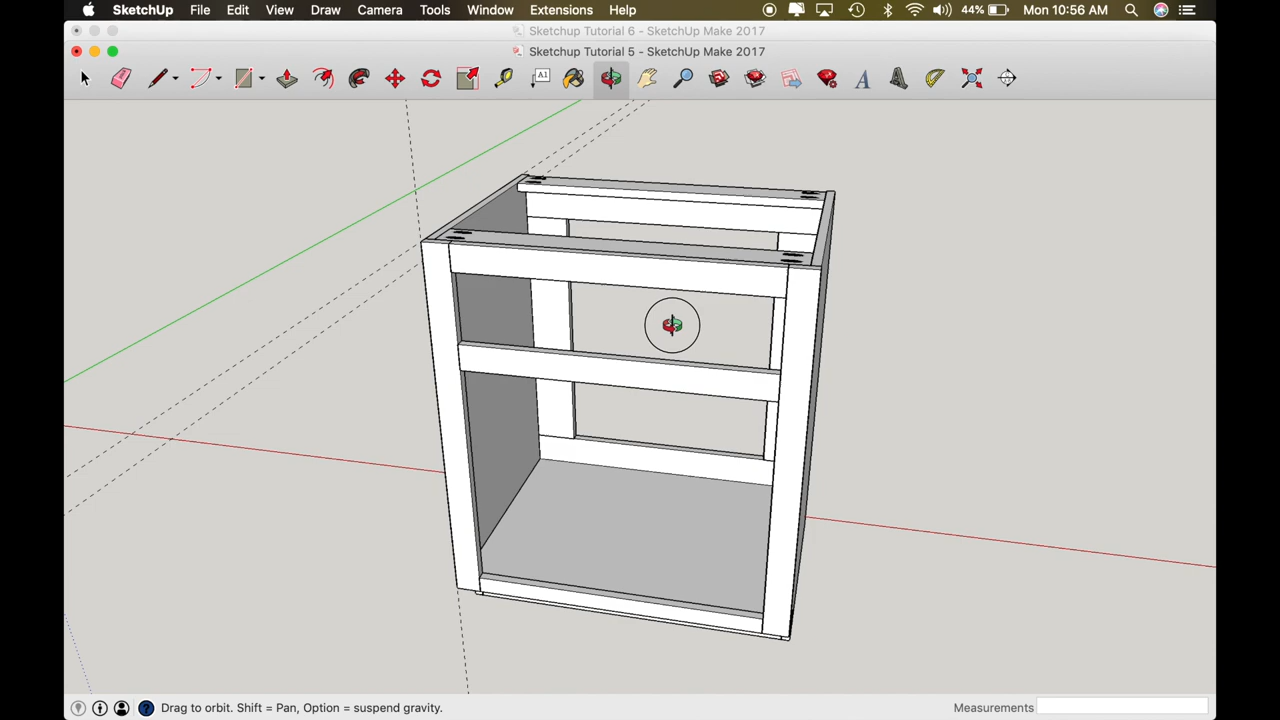 SketchUp File Edit View Camera Draw Tools Window Extensions Help 44% Mon 10:56 AM
Sketchup Tutorial 6 - SketchUp Make 2017
Sketchup Tutorial 5 - SketchUp Make 2017
A1 A A
Drag to orbit. Shift = Pan, Option = suspend gravity. Measurements